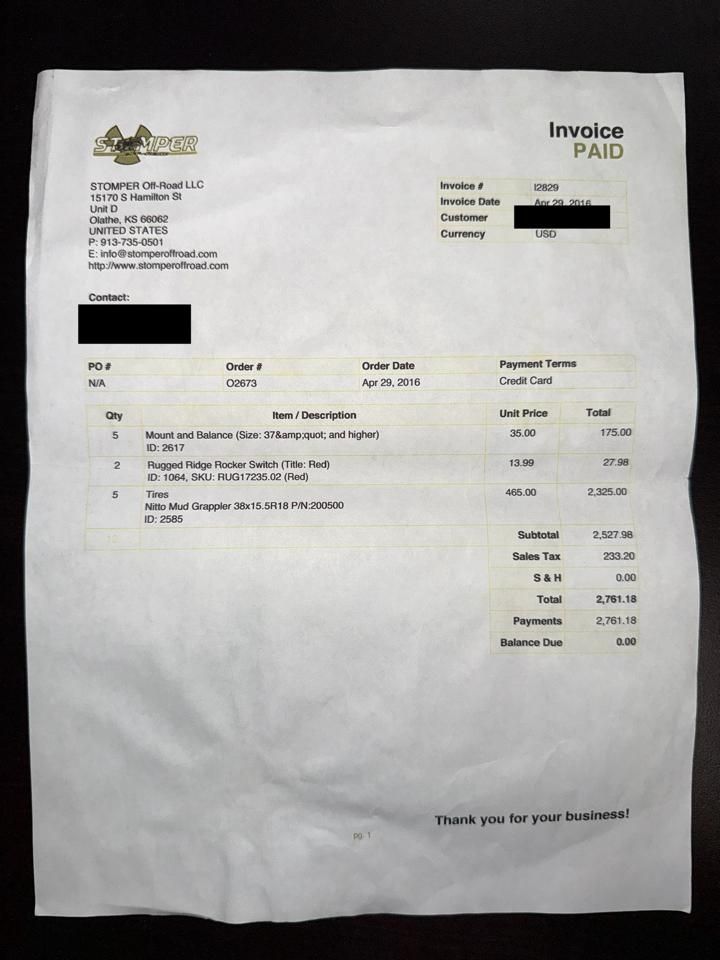 STOMPER
Invoice
PAID
STOMPER Off-Road LLC
15170 S Hamilton St
Unit D
Olathe, KS 66062
UNITED STATES
P: 913-735-0501
E: info@stomperoffroad.com
http://www.stomperoffroad.com
Invoice # I2829
Invoice Date Apr 29, 2016
Customer
Currency USD
Contact:
PO # Order # Order Date Payment Terms
N/A O2673 Apr 29, 2016 Credit Card
Qty Item / Description Unit Price Total
5 Mount and Balance (Size: 37&amp;quot; and higher) 35.00 175.00
ID: 2617
2 Rugged Ridge Rocker Switch (Title: Red) 13.99 27.98
ID: 1064, SKU: RUG17235.02 (Red)
5 Tires 465.00 2,325.00
Nitto Mud Grappler 38x15.5R18 P/N:200500
ID: 2585
12
Subtotal 2,527.98
Sales Tax 233.20
S & H 0.00
Total 2,761.18
Payments 2,761.18
Balance Due 0.00
Thank you for your business!
pg. 1